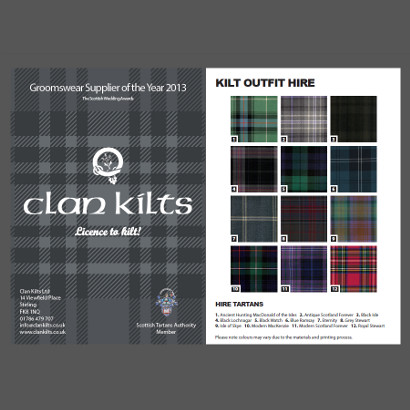 Groomswear Supplier of the Year 2013
The Scottish Wedding Awards
clan kilts
Licence to kilt!
Clan Kilts Ltd
14 Viewfield Place
Stirling
FK8 1NQ
01786 479 707
info@clankilts.co.uk
www.clankilts.co.uk
Scottish Tartans Authority
Member
KILT OUTFIT HIRE
1 2 3
4 5 6
7 8 9
10 11 12
HIRE TARTANS
1. Ancient Hunting MacDonald of the Isles 2. Antique Scotland Forever 3. Black Isle
4. Black Lochnagar 5. Black Watch 6. Blue Ramsay 7. Eternity 8. Grey Stewart
9. Isle of Skye 10. Modern MacKenzie 11. Modern Scotland Forever 12. Royal Stewart
Please note colours may vary due to the materials and printing process.